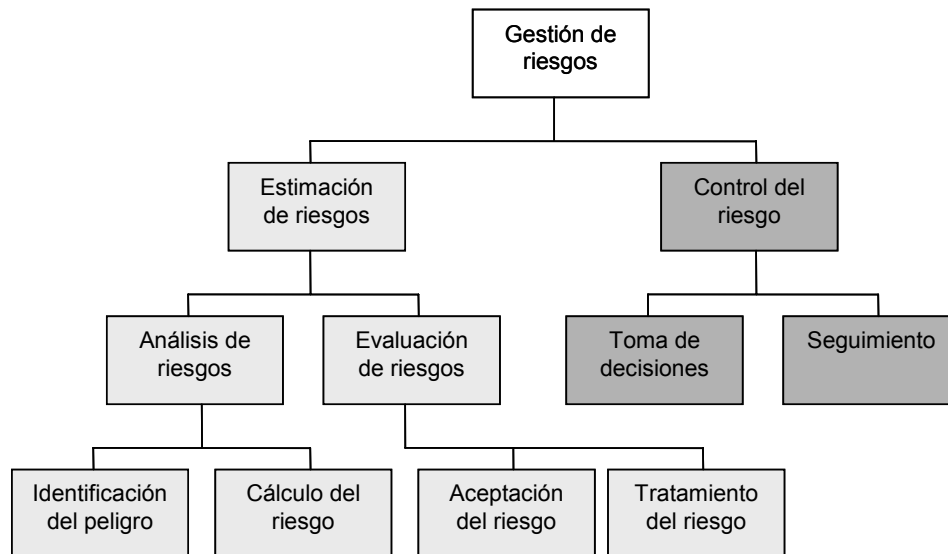 Gestión de
riesgos
Estimación
de riesgos
Control del
riesgo
Análisis de
riesgos
Evaluación
de riesgos
Toma de
decisiones
Seguimiento
Identificación
del peligro
Cálculo del
riesgo
Aceptación
del riesgo
Tratamiento
del riesgo